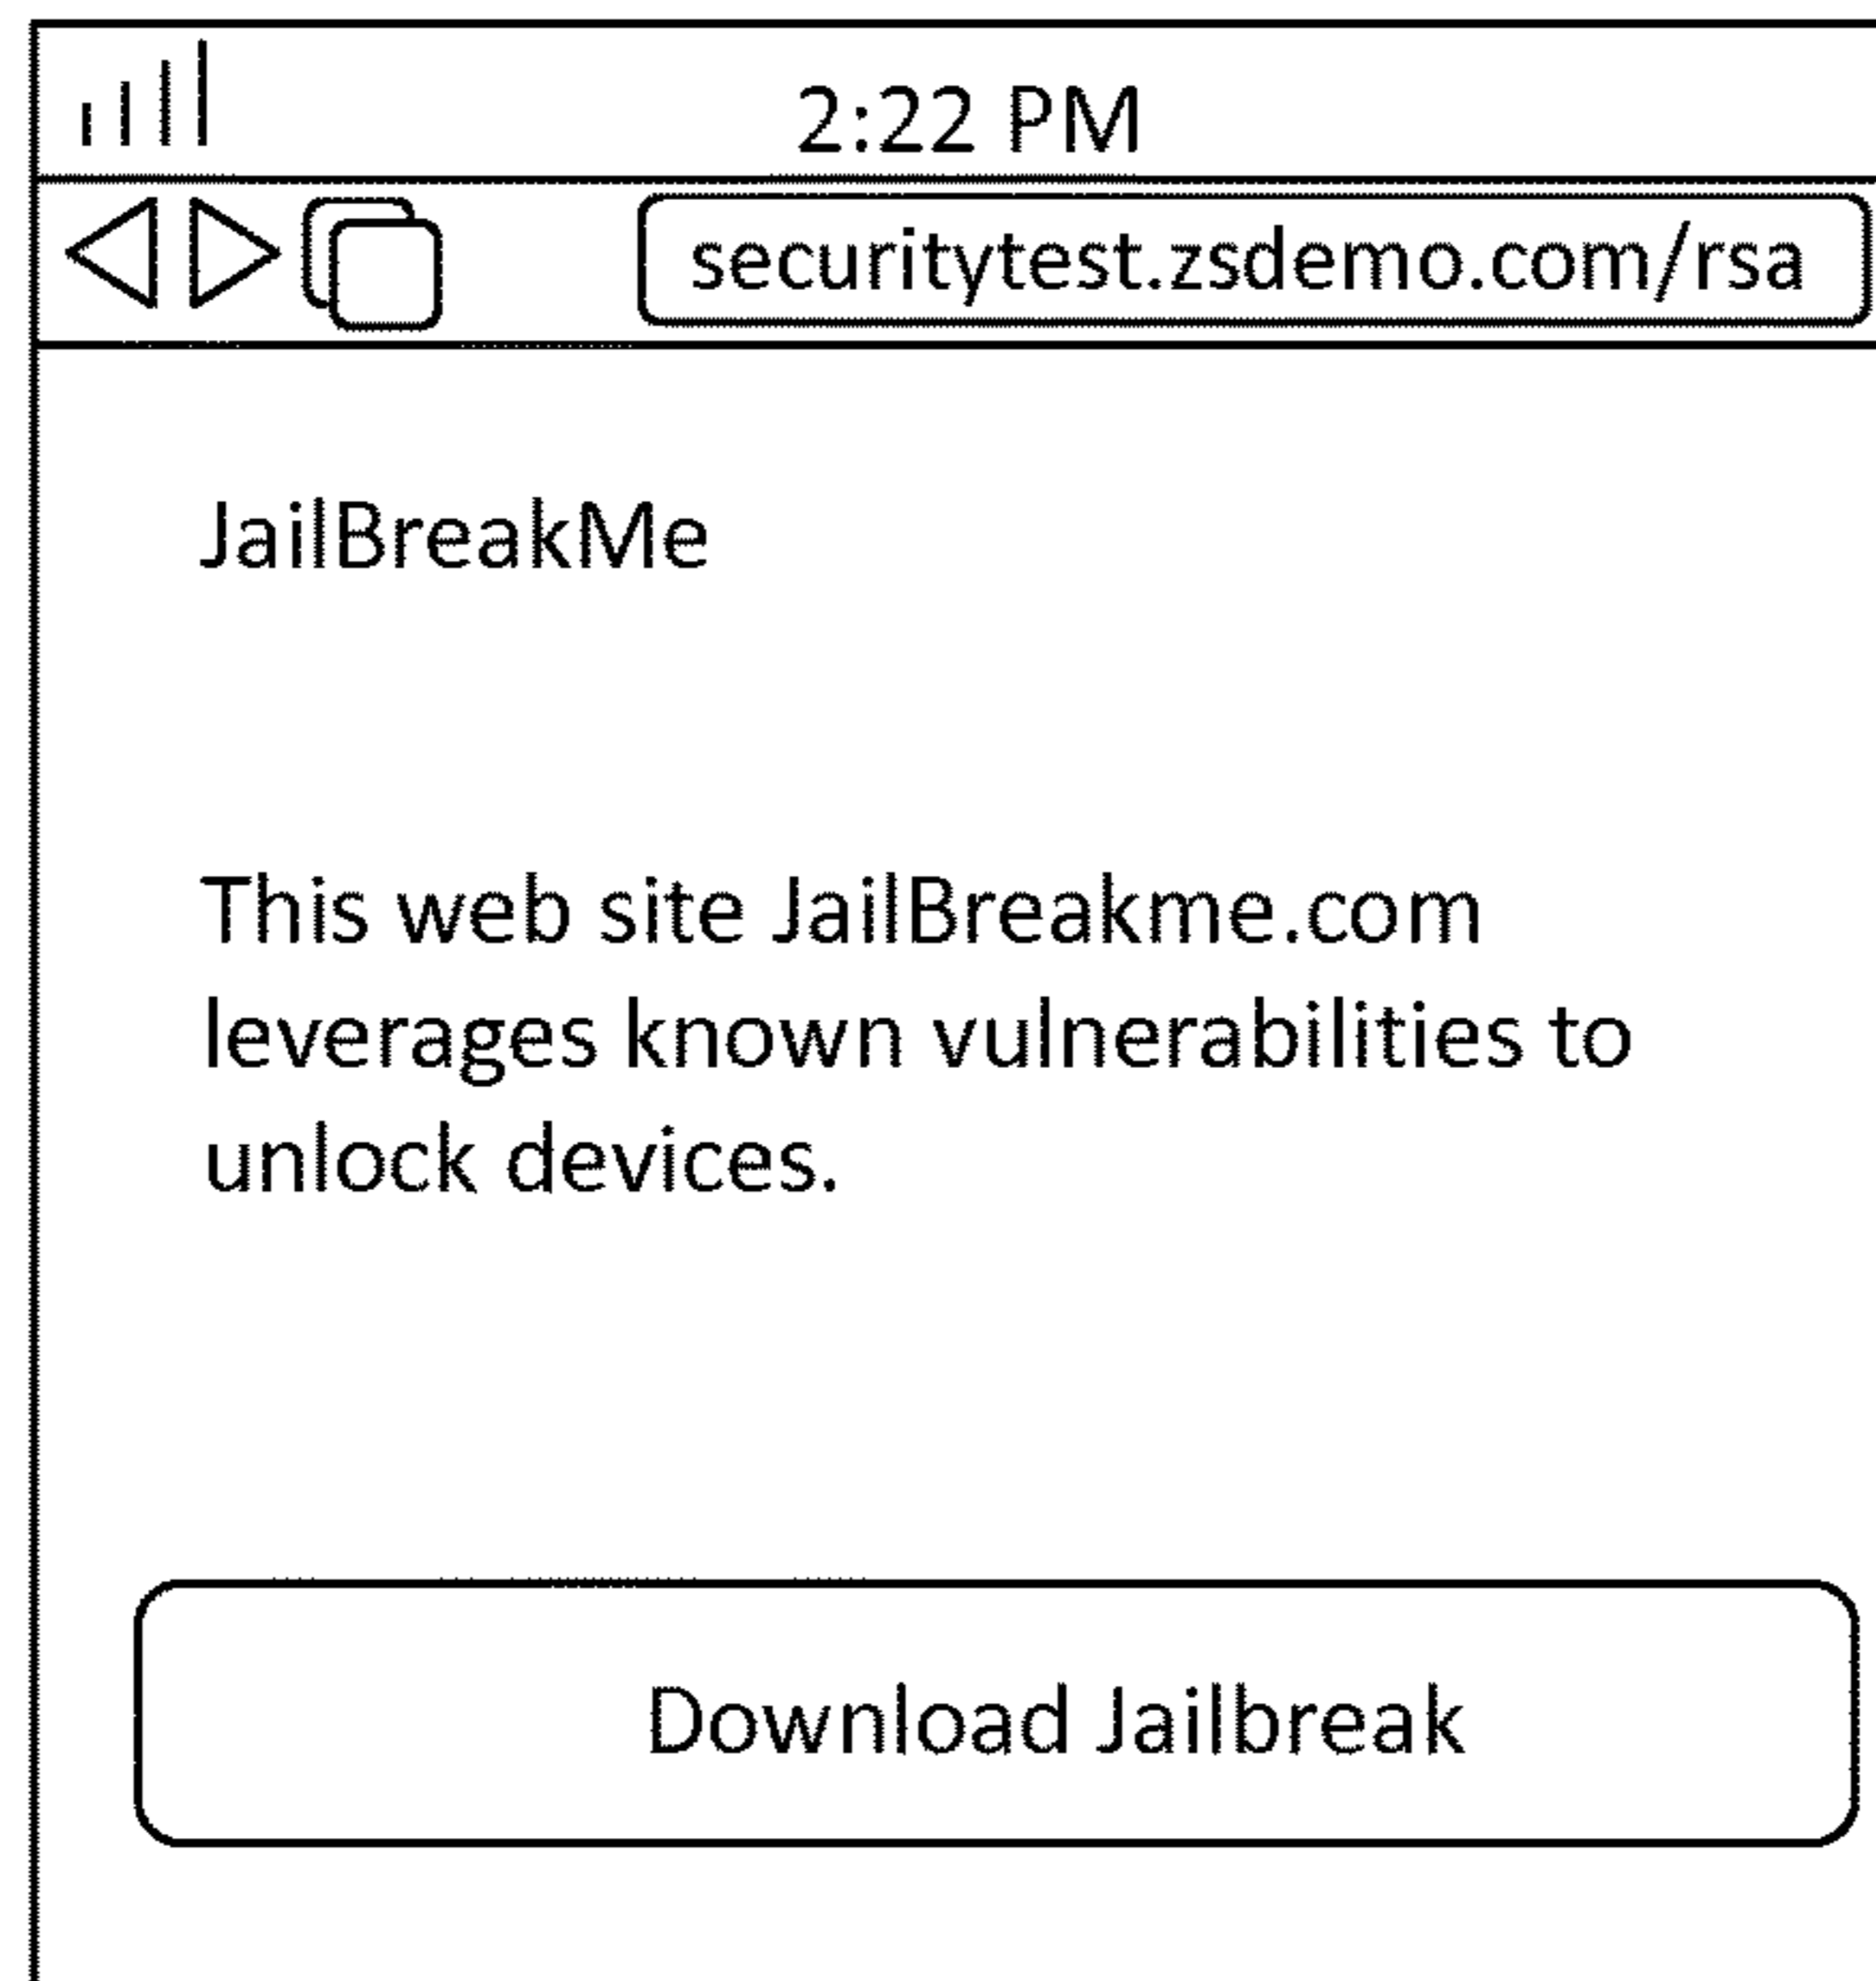 2:22 PM
securitytest.zsdemo.com/rsa
JailBreakMe
This web site JailBreakme.com
leverages known vulnerabilities to
unlock devices.
Download Jailbreak